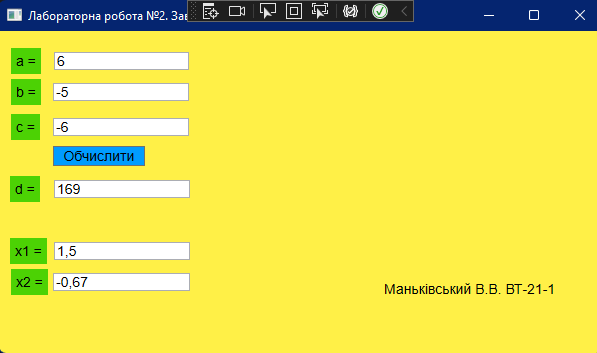 Лабораторна робота №2. Зав
a = 6
b = -5
c = -6
Обчислити
d = 169
x1 = 1,5
x2 = -0,67
Маньківський В.В. ВТ-21-1